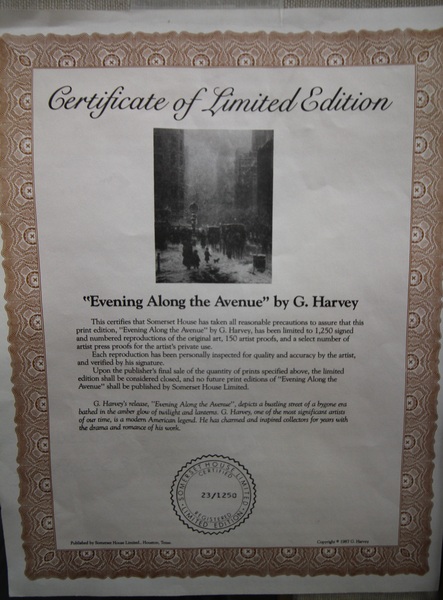 Certificate of Limited Edition
"Evening Along the Avenue" by G. Harvey
This certifies that Somerset House has taken all reasonable precautions to assure that this
print edition, "Evening Along the Avenue" by G. Harvey, has been limited to 1,250 signed
and numbered reproductions of the original art, 150 artist proofs, and a select number of
artist press proofs for the artist's private use.
Each reproduction has been personally inspected for quality and accuracy by the artist,
and verified by his signature.
Upon the publisher's final sale of the quantity of prints specified above, the limited
edition shall be considered closed, and no future print editions of "Evening Along the
Avenue" shall be published by Somerset House Limited.
G. Harvey's release, "Evening Along the Avenue", depicts a bustling street of a bygone era
bathed in the amber glow of twilight and lanterns. G. Harvey, one of the most significant artists
of our time, is a modern American legend. He has charmed and inspired collectors for years with
the drama and romance of his work.
SOMERSET HOUSE LIMITED
CERTIFIED
23/1250
REGISTERED
LIMITED EDITION
Published by Somerset House Limited, Houston, Texas
Copyright © 1987 G. Harvey